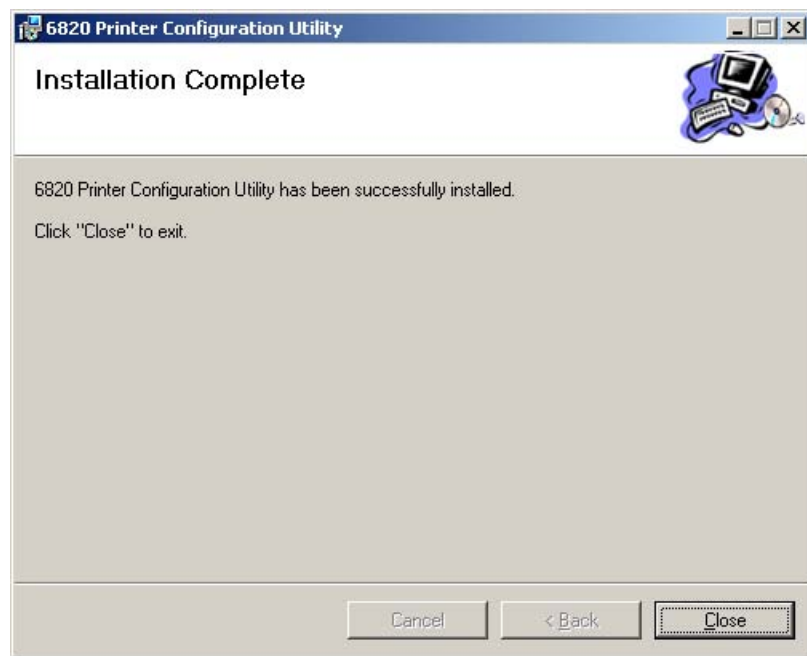 6820 Printer Configuration Utility
Installation Complete
6820 Printer Configuration Utility has been successfully installed.
Click "Close" to exit.
Cancel
< Back
Close